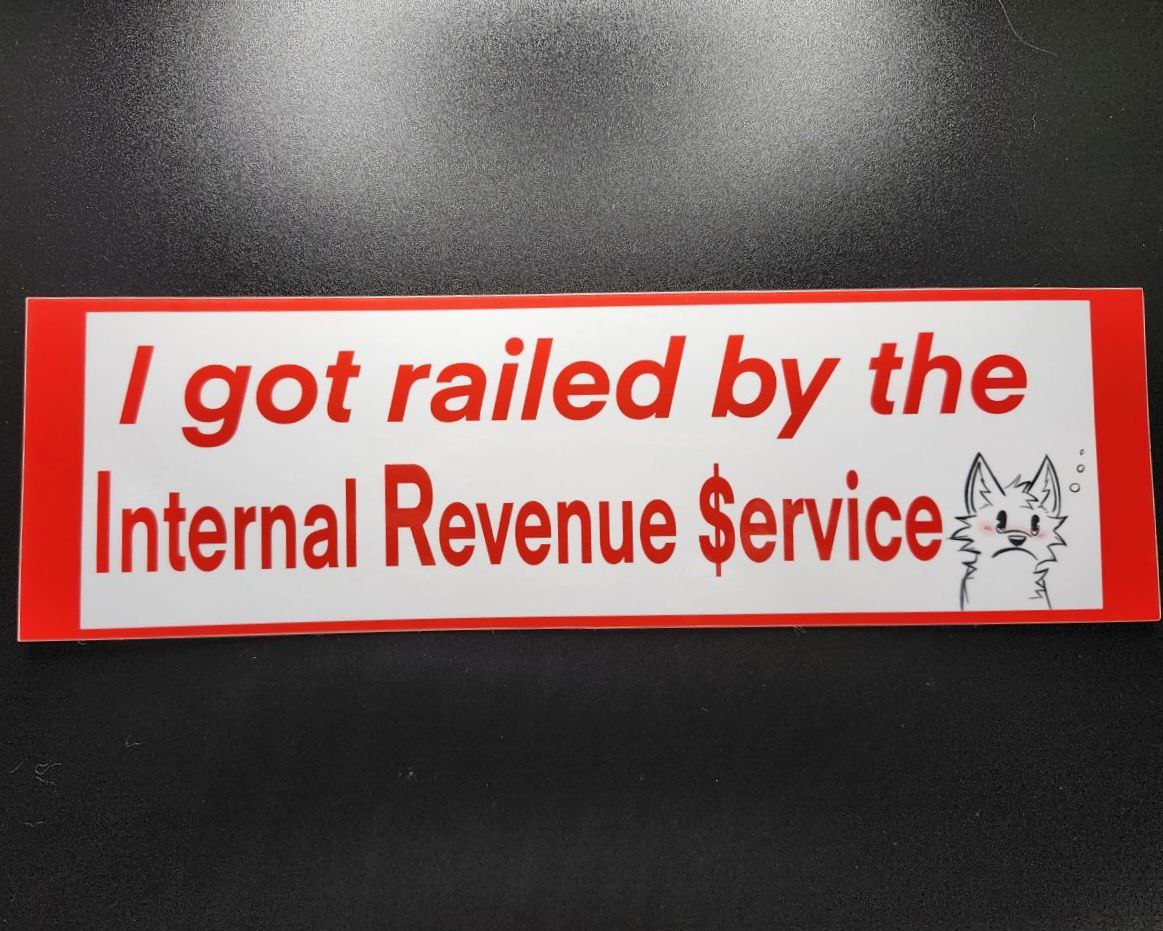 I got railed by the
Internal Revenue $ervice